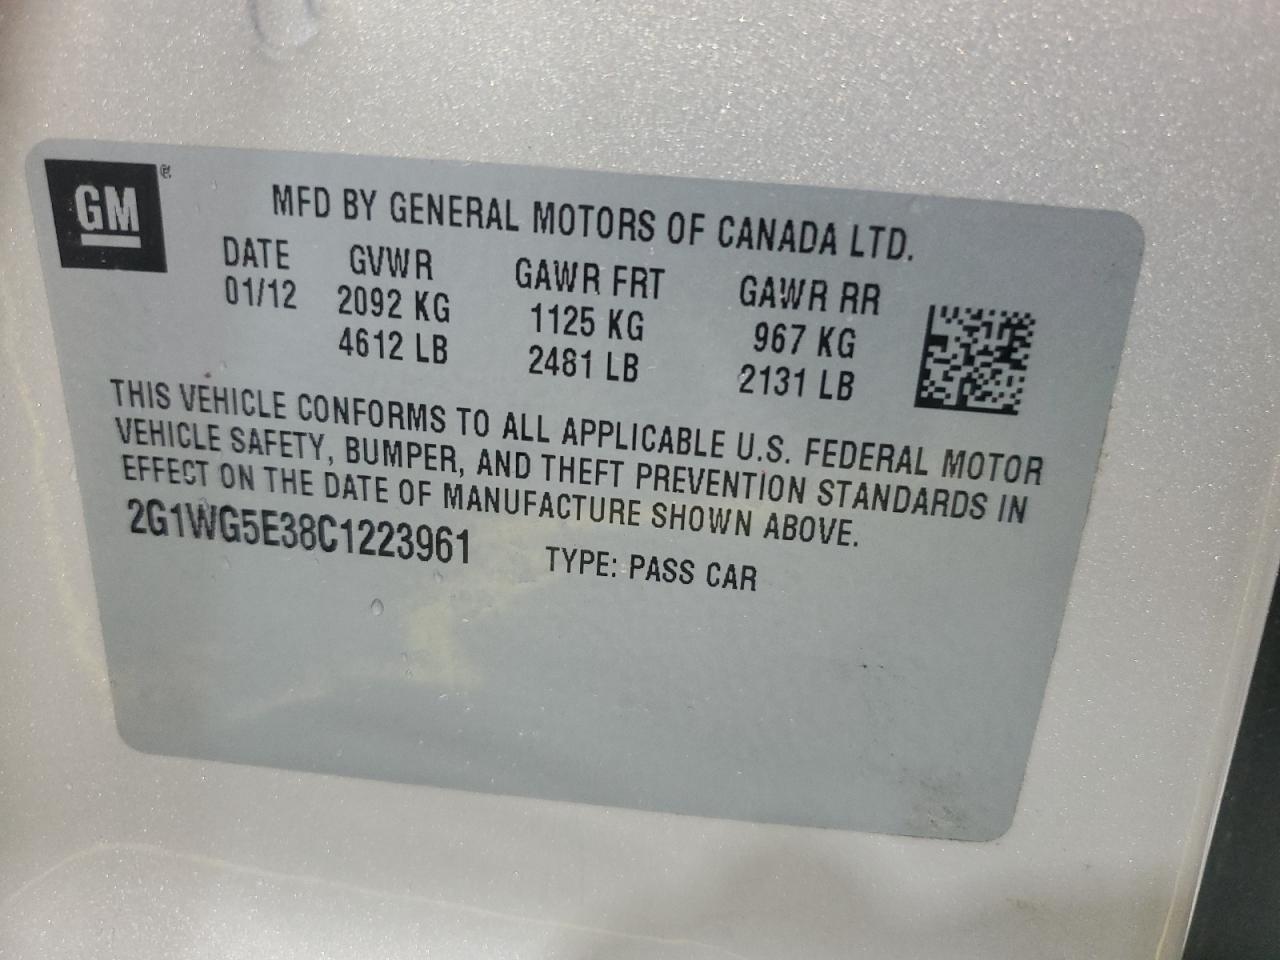 GM ®
MFD BY GENERAL MOTORS OF CANADA LTD.
DATE GVWR GAWR FRT GAWR RR
01/12 2092 KG 1125 KG 967 KG
4612 LB 2481 LB 2131 LB
THIS VEHICLE CONFORMS TO ALL APPLICABLE U.S. FEDERAL MOTOR
VEHICLE SAFETY, BUMPER, AND THEFT PREVENTION STANDARDS IN
EFFECT ON THE DATE OF MANUFACTURE SHOWN ABOVE.
2G1WG5E38C1223961 TYPE: PASS CAR